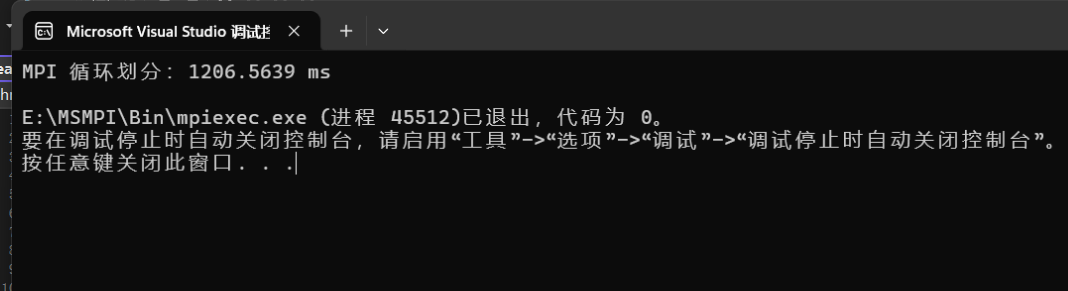 Microsoft Visual Studio 调试控
MPI 循环划分：1206.5639 ms
E:\MSMPI\Bin\mpiexec.exe (进程 45512)已退出，代码为 0。
要在调试停止时自动关闭控制台，请启用“工具”->“选项”->“调试”->“调试停止时自动关闭控制台”。
按任意键关闭此窗口. . .